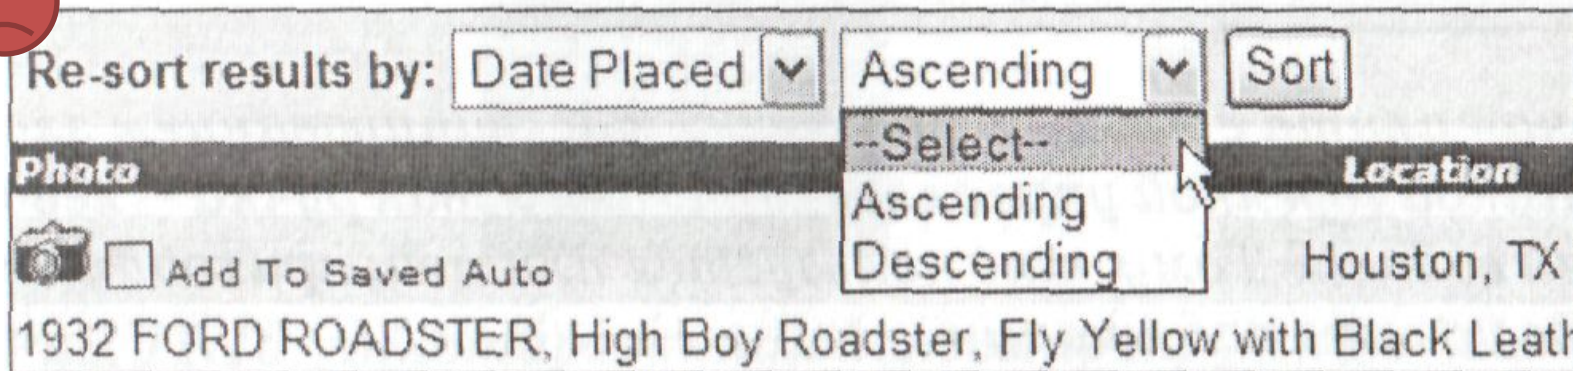 Re-sort results by: Date Placed Ascending Sort
--Select--
Photo Location
Ascending
Add To Saved Auto Descending Houston, TX
1932 FORD ROADSTER, High Boy Roadster, Fly Yellow with Black